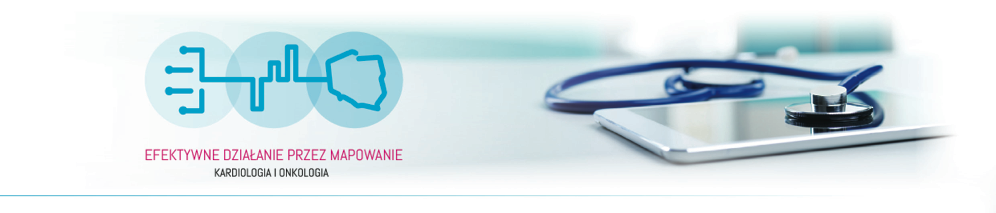 EFEKTYWNE DZIAŁANIE PRZEZ MAPOWANIE
KARDIOLOGIA I ONKOLOGIA